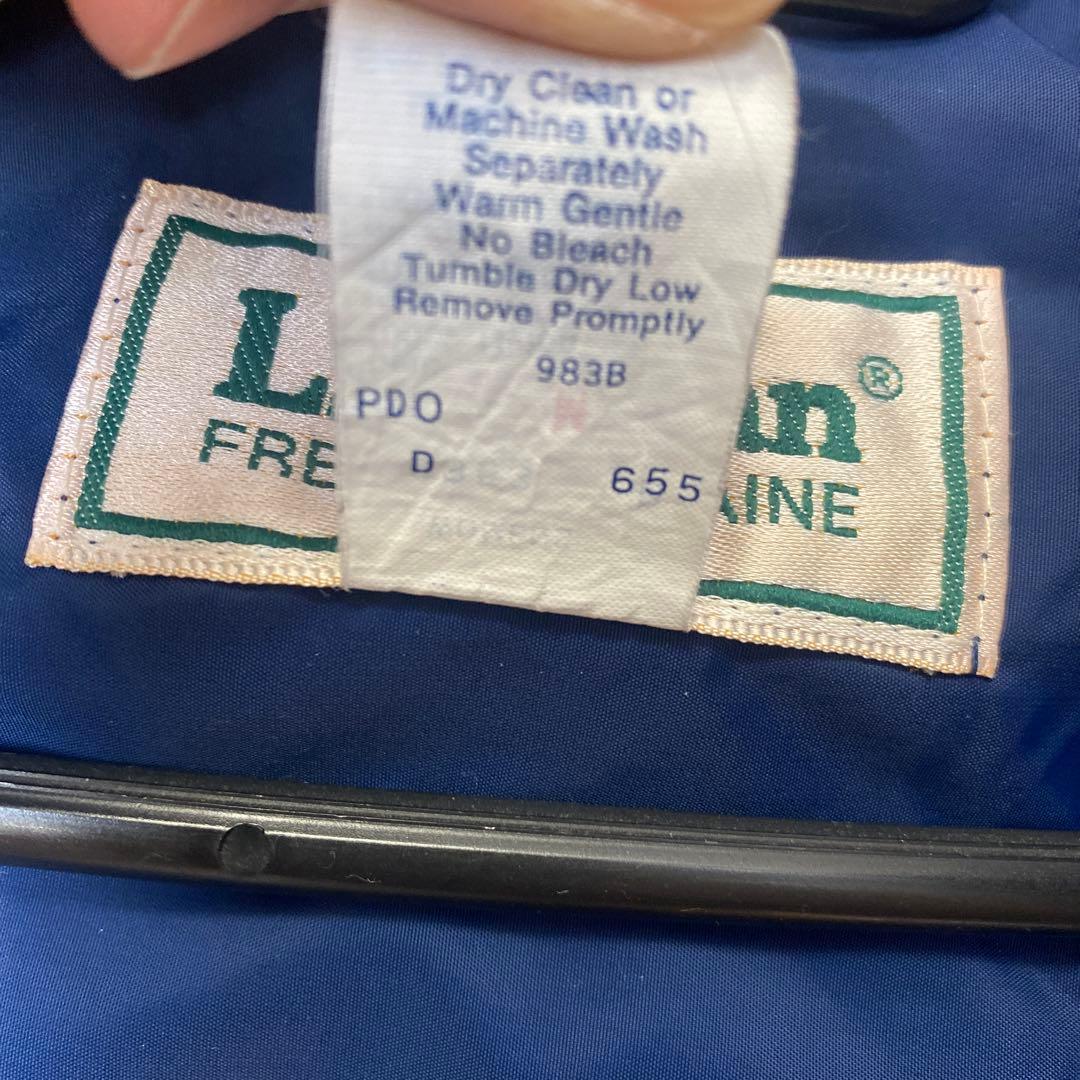 Dry Clean or
Machine Wash
Separately
Warm Gentle
No Bleach
Tumble Dry Low
Remove Promptly
983B
PDO
D 655
L an®
FRE AINE